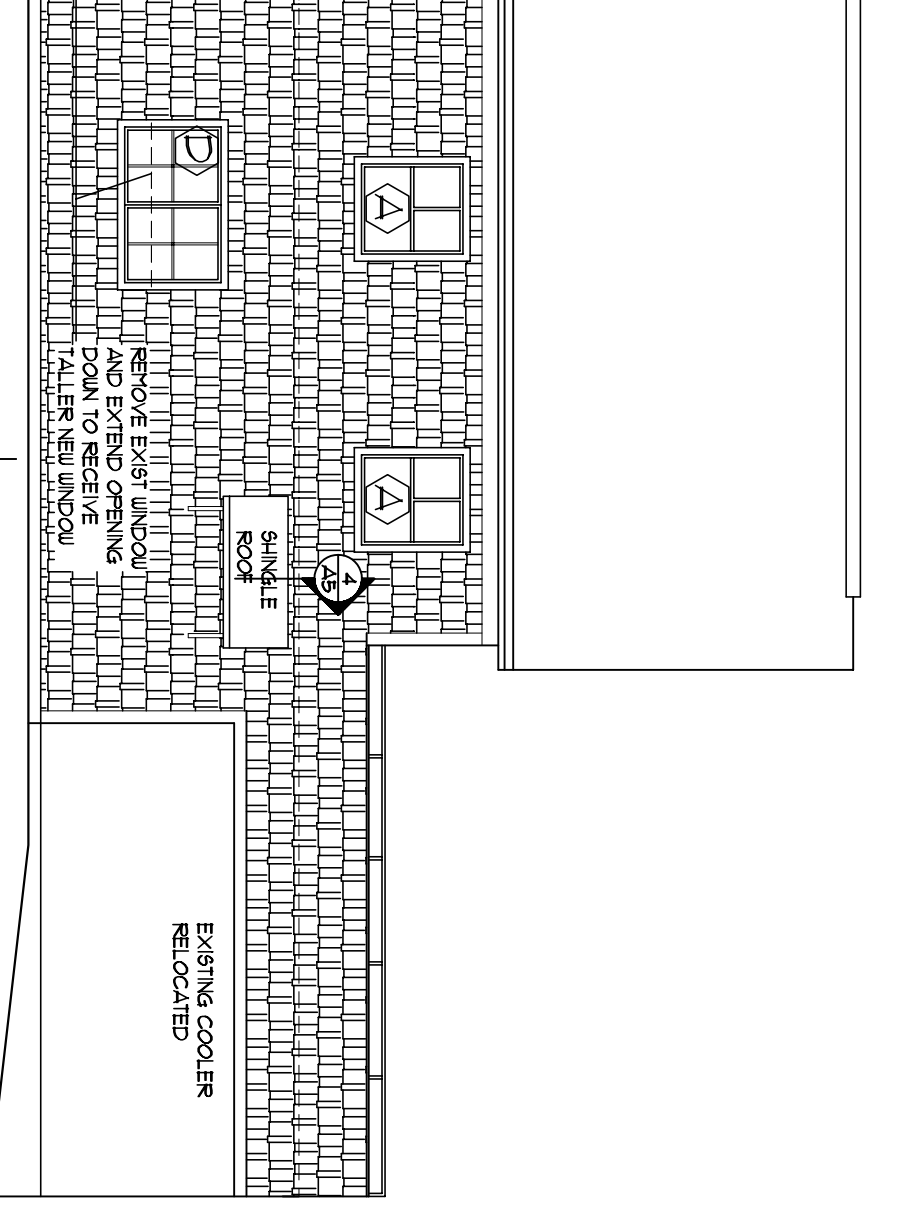 D
A
A
REMOVE EXIST WINDOW
AND EXTEND OPENING
DOWN TO RECEIVE
TALLER NEW WINDOW
SHINGLE
ROOF
4
A5
EXISTING COOLER
RELOCATED